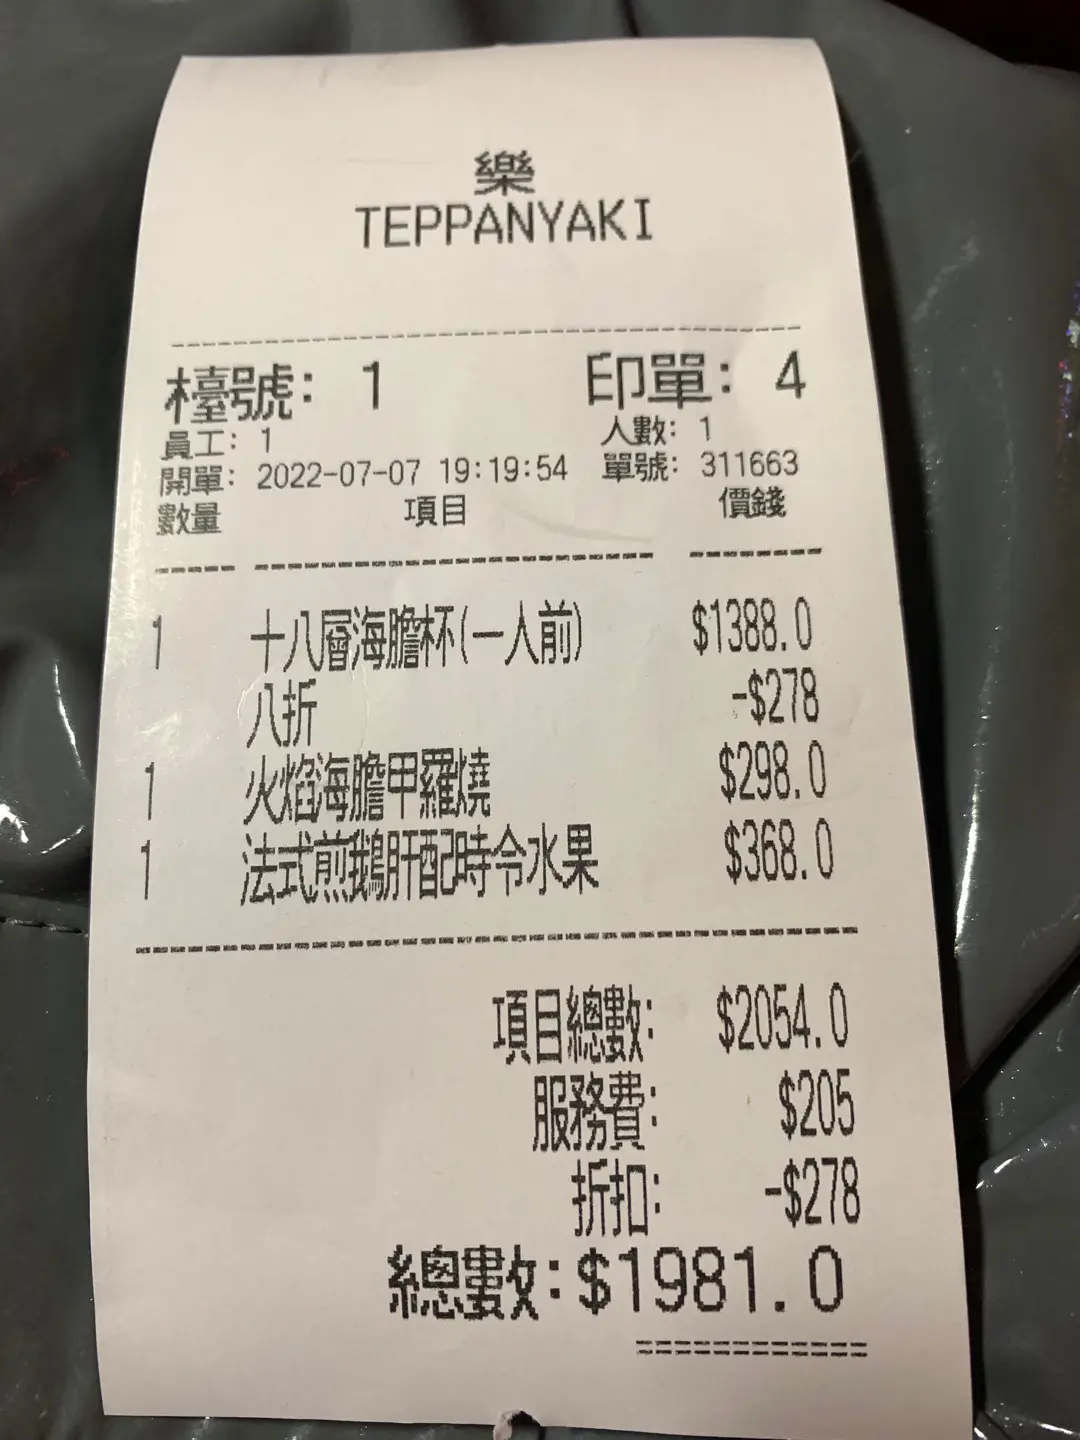 樂
TEPPANYAKI
檯號: 1 印單: 4
員工: 1 人數: 1
開單: 2022-07-07 19:19:54 單號: 311663
數量 項目 價錢
1 十八層海膽杯(一人前) $1388.0
八折 -$278
1 火焰海膽甲羅燒 $298.0
1 法式煎鵝肝配時令水果 $368.0
項目總數: $2054.0
服務費: $205
折扣: -$278
總數: $1981.0